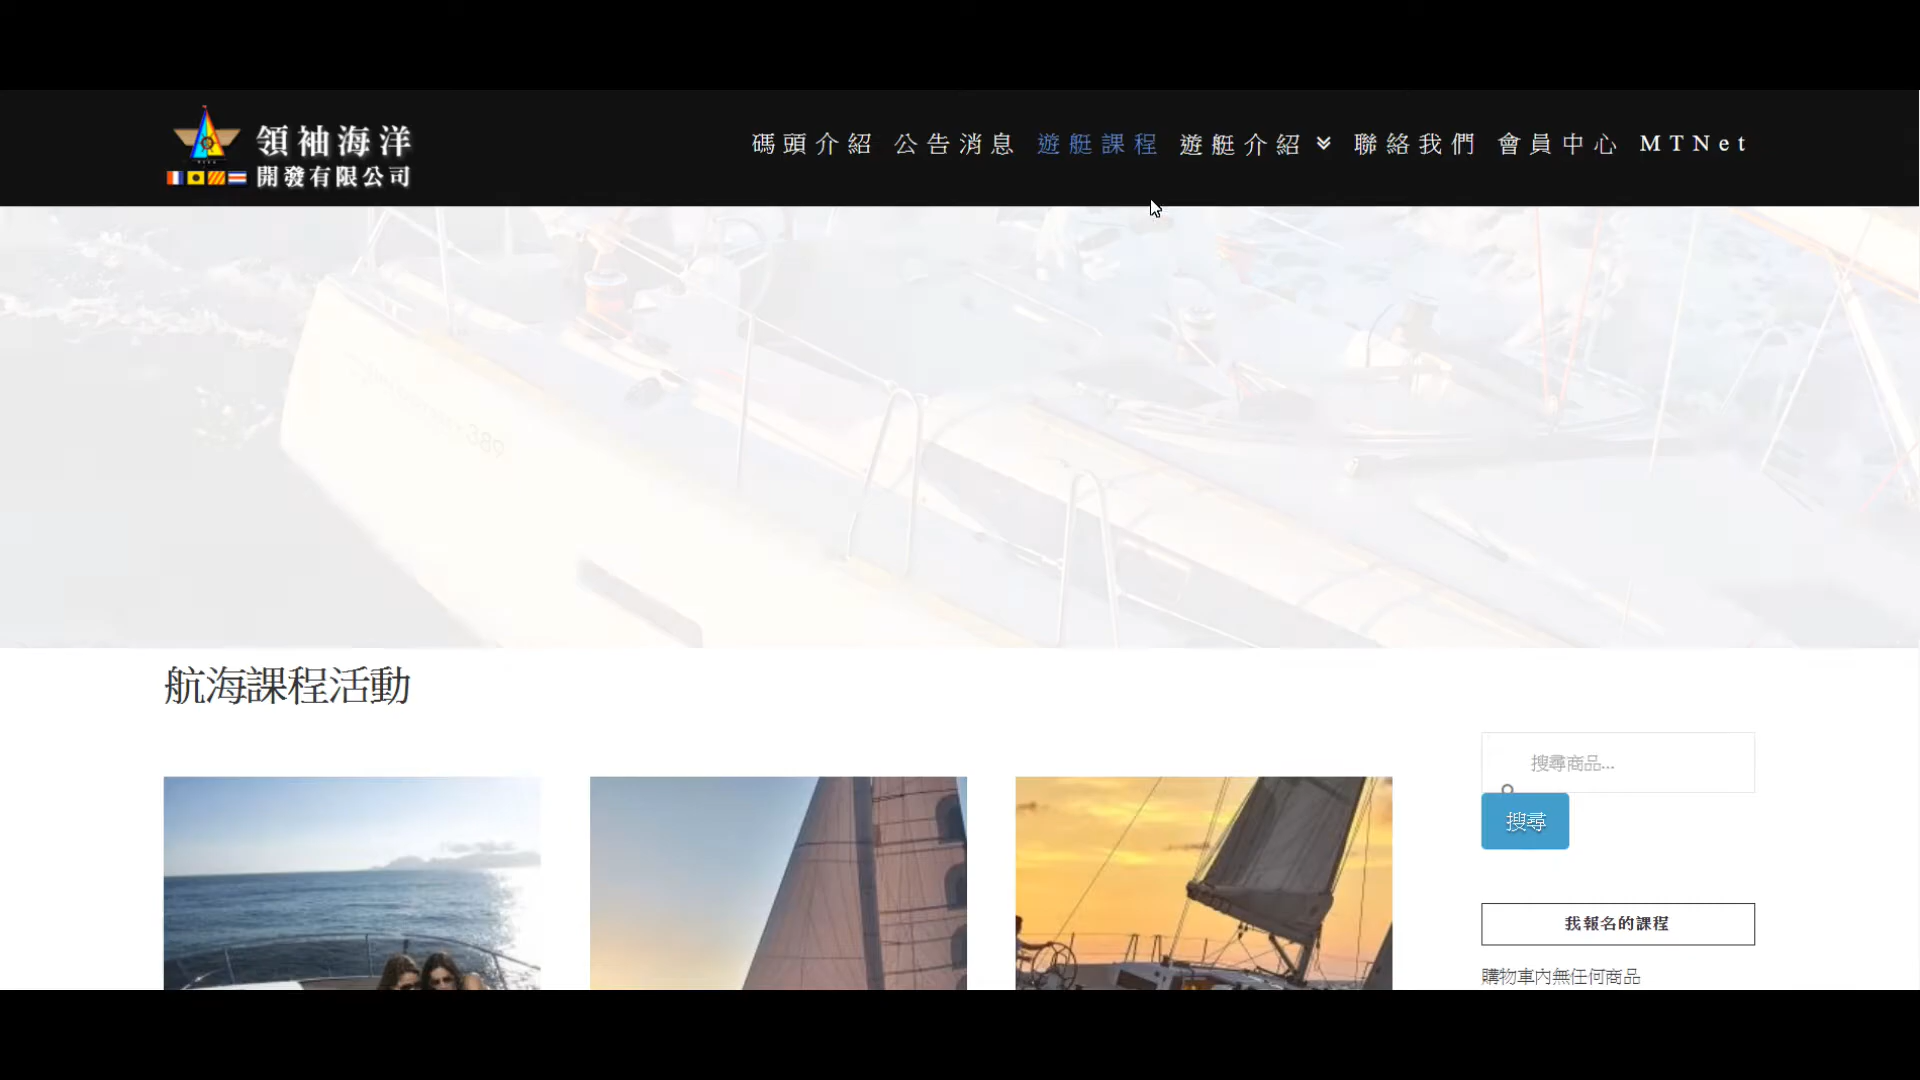 領袖海洋
開發有限公司
碼頭介紹 公告消息 遊艇課程 遊艇介紹 聯絡我們 會員中心 MTNet
389
航海課程活動
搜尋商品...
搜尋
我報名的課程
購物車內無任何商品